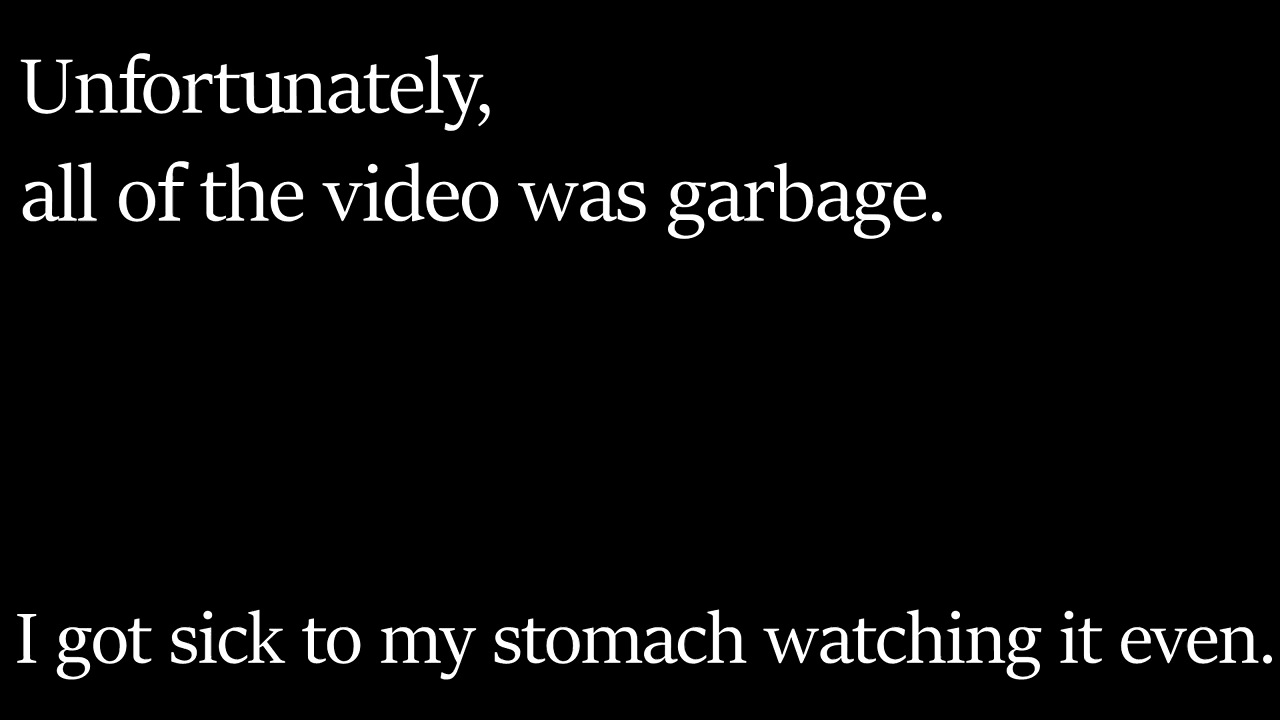 Unfortunately,
all of the video was garbage.
I got sick to my stomach watching it even.